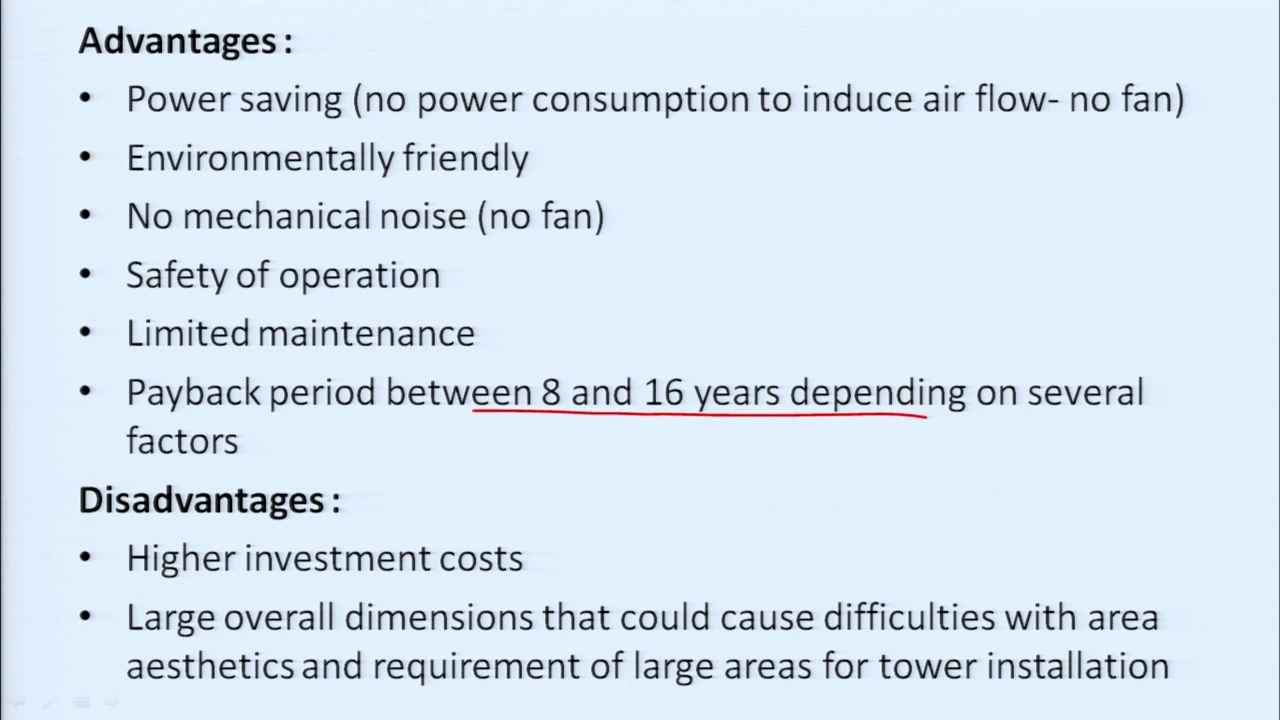 Advantages :
• Power saving (no power consumption to induce air flow- no fan)
• Environmentally friendly
• No mechanical noise (no fan)
• Safety of operation
• Limited maintenance
• Payback period between 8 and 16 years depending on several
factors
Disadvantages :
• Higher investment costs
• Large overall dimensions that could cause difficulties with area
aesthetics and requirement of large areas for tower installation